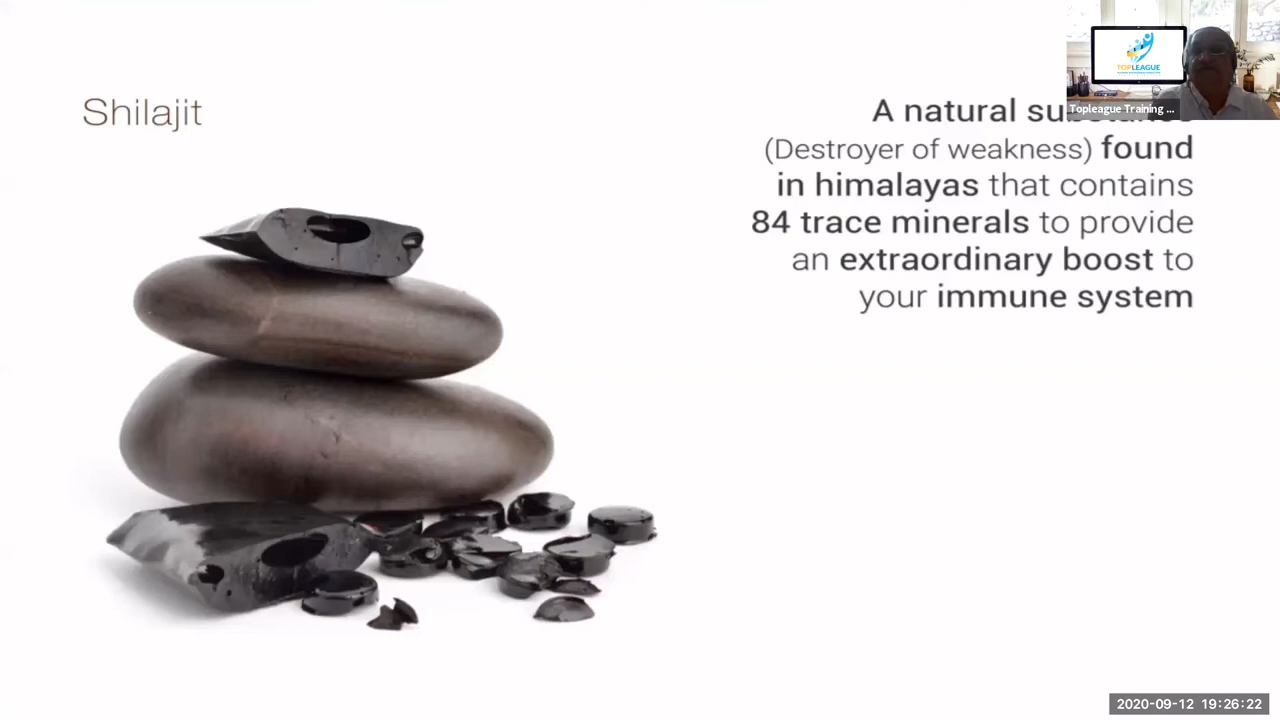 Shilajit
A natural
(Destroyer of weakness) found
in himalayas that contains
84 trace minerals to provide
an extraordinary boost to
your immune system
TOPLEAGUE
Topleague Training ...
2020-09-12 19:26:22